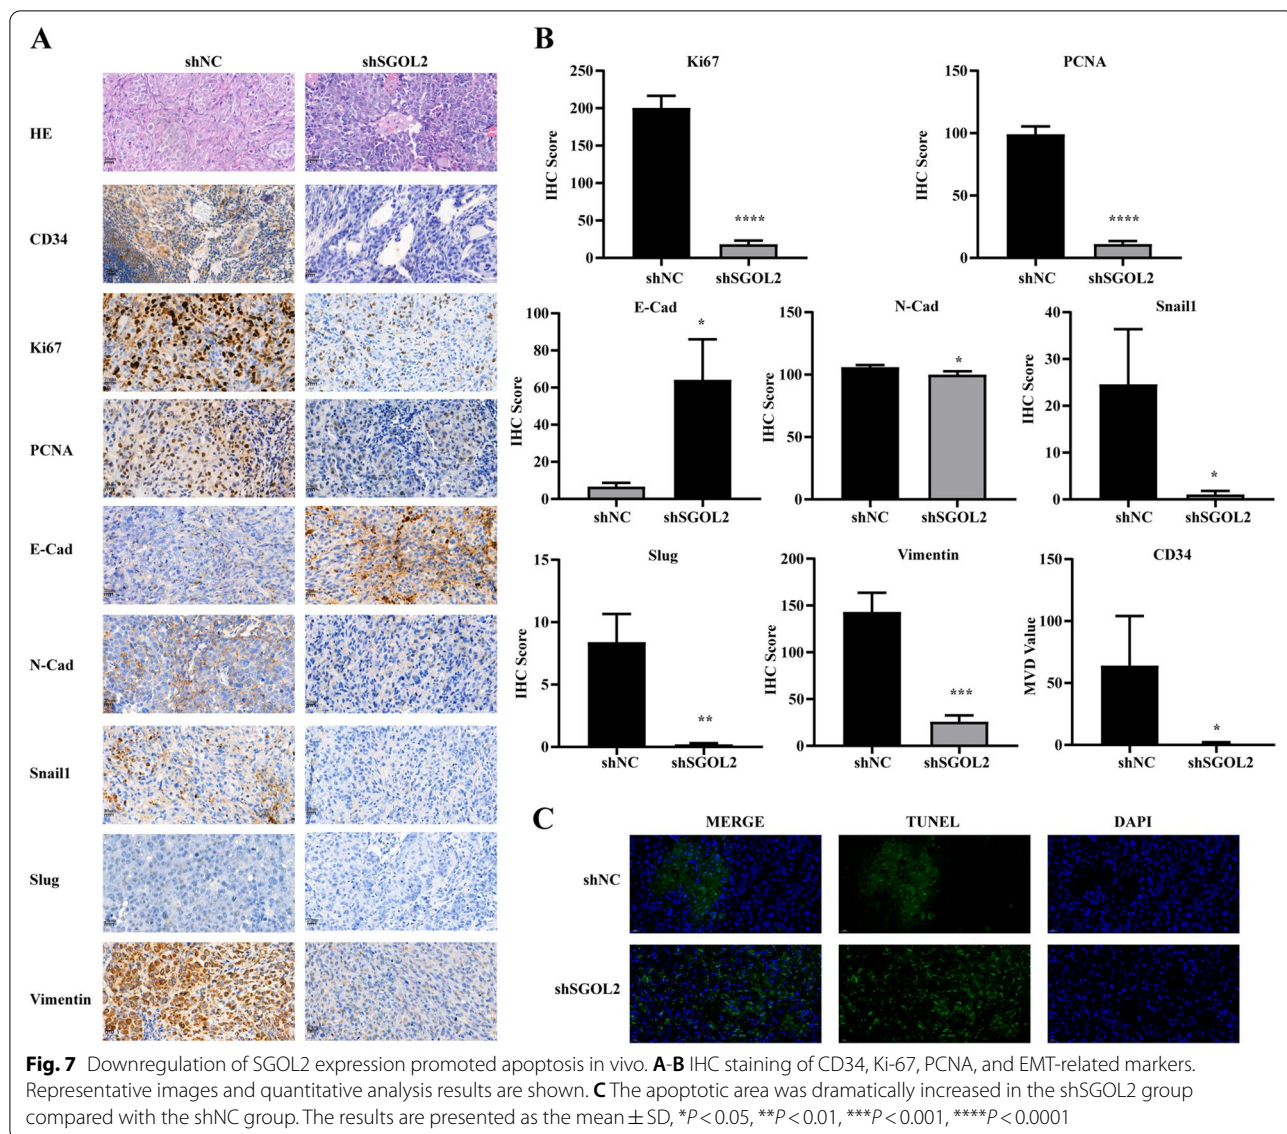 A
shNC shSGOL2
HE
CD34
Ki67
PCNA
E-Cad
N-Cad
Snail1
Slug
Vimentin
B
Ki67
IHC Score
250
200
150
100
50
0
****
shNC shSGOL2
PCNA
IHC Score
150
100
50
0
****
shNC shSGOL2
E-Cad
IHC Score
100
80
60
40
20
0
*
shNC shSGOL2
N-Cad
IHC Score
150
100
50
0
*
shNC shSGOL2
Snail1
IHC Score
40
30
20
10
0
*
shNC shSGOL2
Slug
IHC Score
15
10
5
0
**
shNC shSGOL2
Vimentin
IHC Score
200
150
100
50
0
***
shNC shSGOL2
CD34
MVD Value
150
100
50
0
*
shNC shSGOL2
C
MERGE TUNEL DAPI
shNC
shSGOL2
Fig. 7 Downregulation of SGOL2 expression promoted apoptosis in vivo. A-B IHC staining of CD34, Ki-67, PCNA, and EMT-related markers.
Representative images and quantitative analysis results are shown. C The apoptotic area was dramatically increased in the shSGOL2 group
compared with the shNC group. The results are presented as the mean ± SD, *P < 0.05, **P < 0.01, ***P < 0.001, ****P < 0.0001